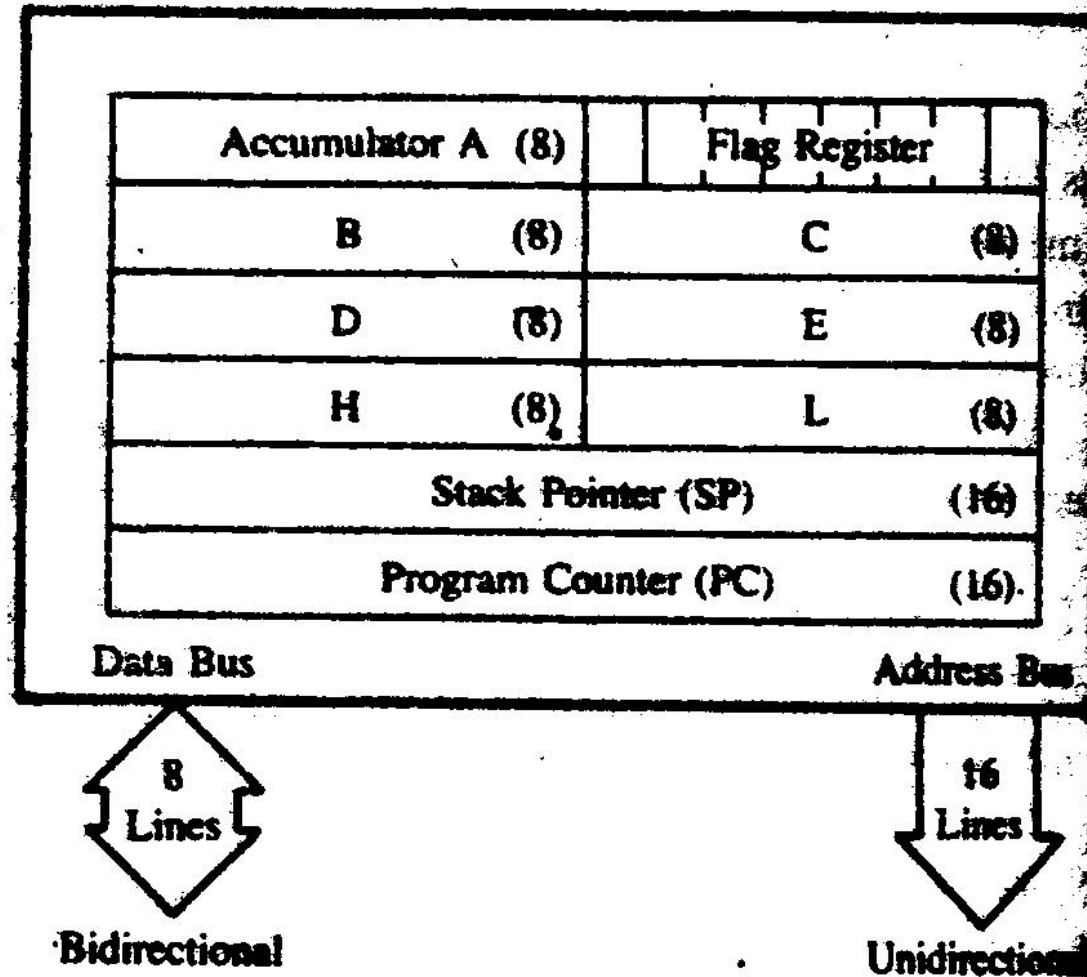 Accumulator A (8) Flag Register
B (8) C (8)
D (8) E (8)
H (8) L (8)
Stack Pointer (SP) (16)
Program Counter (PC) (16)
Data Bus Address Bus
8 Lines 16 Lines
Bidirectional Unidirectional